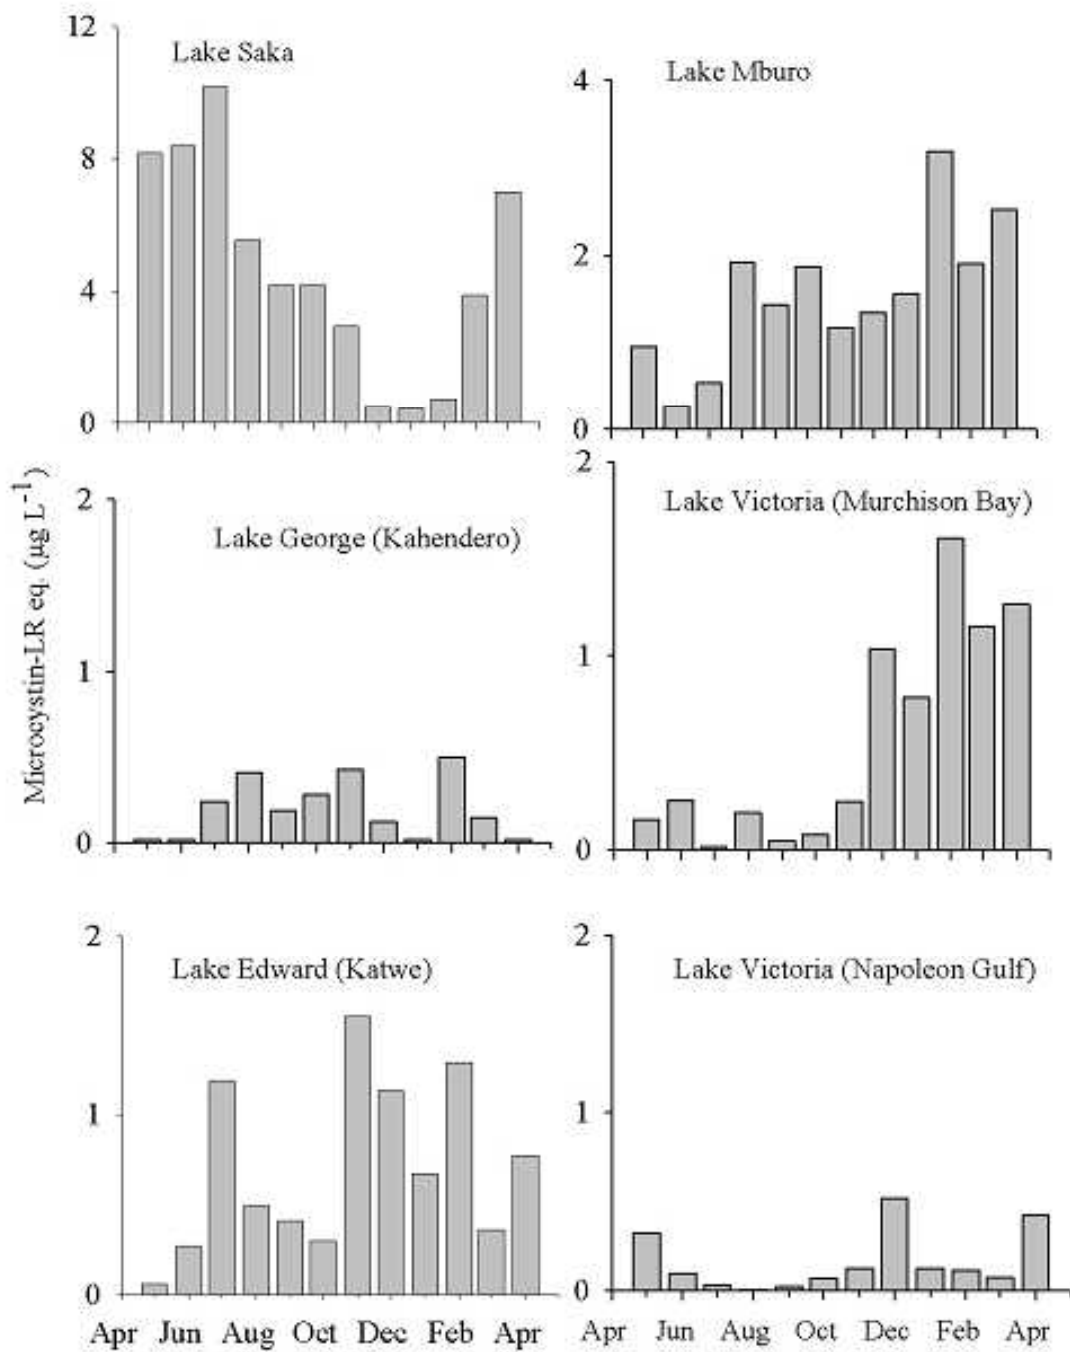 12
Lake Saka
8
4
0
4
Lake Mburo
2
0
Microcystin-LR eq. (µg L-1)
2
Lake George (Kahendero)
1
0
2
Lake Victoria (Murchison Bay)
1
0
2
Lake Edward (Katwe)
1
0
Apr Jun Aug Oct Dec Feb Apr
2
Lake Victoria (Napoleon Gulf)
1
0
Apr Jun Aug Oct Dec Feb Apr